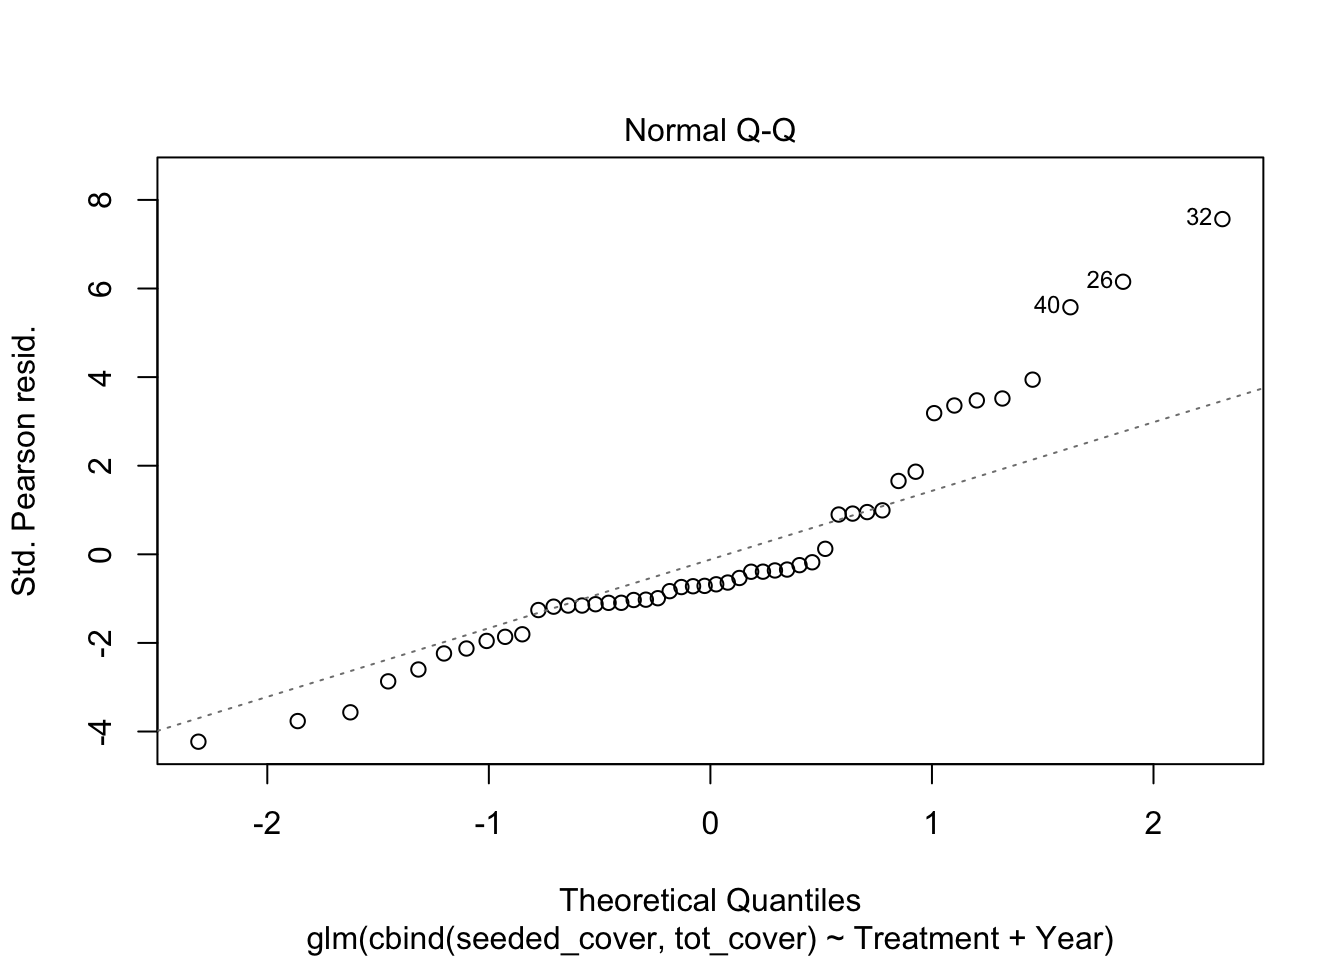 Normal Q-Q
8
6
4
2
0
-2
-4
Std. Pearson resid.
32
26
40
-2 -1 0 1 2
Theoretical Quantiles
glm(cbind(seeded_cover, tot_cover) ~ Treatment + Year)